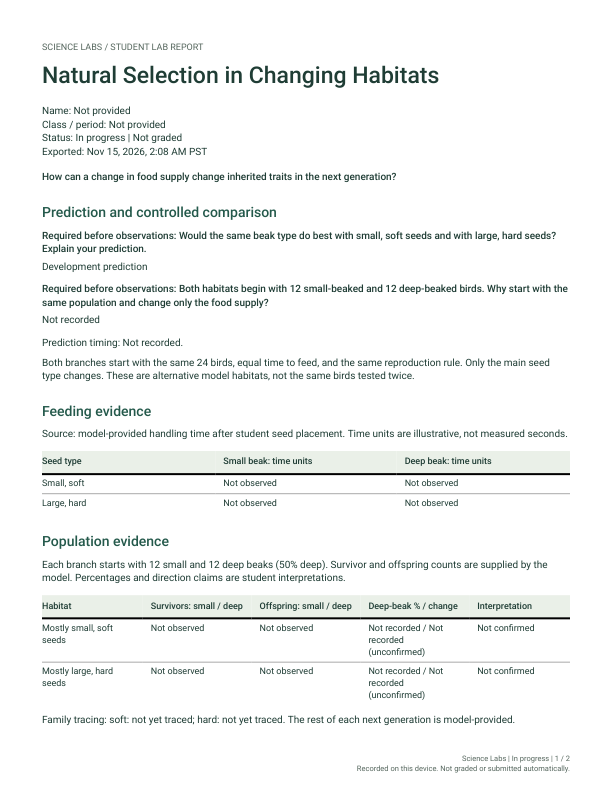 SCIENCE LABS / STUDENT LAB REPORT
Natural Selection in Changing Habitats
Name: Not provided
Class / period: Not provided
Status: In progress | Not graded
Exported: Nov 15, 2026, 2:08 AM PST
How can a change in food supply change inherited traits in the next generation?
Prediction and controlled comparison
Required before observations: Would the same beak type do best with small, soft seeds and with large, hard seeds?
Explain your prediction.
Development prediction
Required before observations: Both habitats begin with 12 small-beaked and 12 deep-beaked birds. Why start with the
same population and change only the food supply?
Not recorded
Prediction timing: Not recorded.
Both branches start with the same 24 birds, equal time to feed, and the same reproduction rule. Only the main seed
type changes. These are alternative model habitats, not the same birds tested twice.
Feeding evidence
Source: model-provided handling time after student seed placement. Time units are illustrative, not measured seconds.
Seed type Small beak: time units Deep beak: time units
Small, soft Not observed Not observed
Large, hard Not observed Not observed
Population evidence
Each branch starts with 12 small and 12 deep beaks (50% deep). Survivor and offspring counts are supplied by the
model. Percentages and direction claims are student interpretations.
Habitat Survivors: small / deep Offspring: small / deep Deep-beak % / change Interpretation
Mostly small, soft Not observed Not observed Not recorded / Not Not confirmed
seeds recorded
(unconfirmed)
Mostly large, hard Not observed Not observed Not recorded / Not Not confirmed
seeds recorded
(unconfirmed)
Family tracing: soft: not yet traced; hard: not yet traced. The rest of each next generation is model-provided.
Science Labs | In progress | 1 / 2
Recorded on this device. Not graded or submitted automatically.